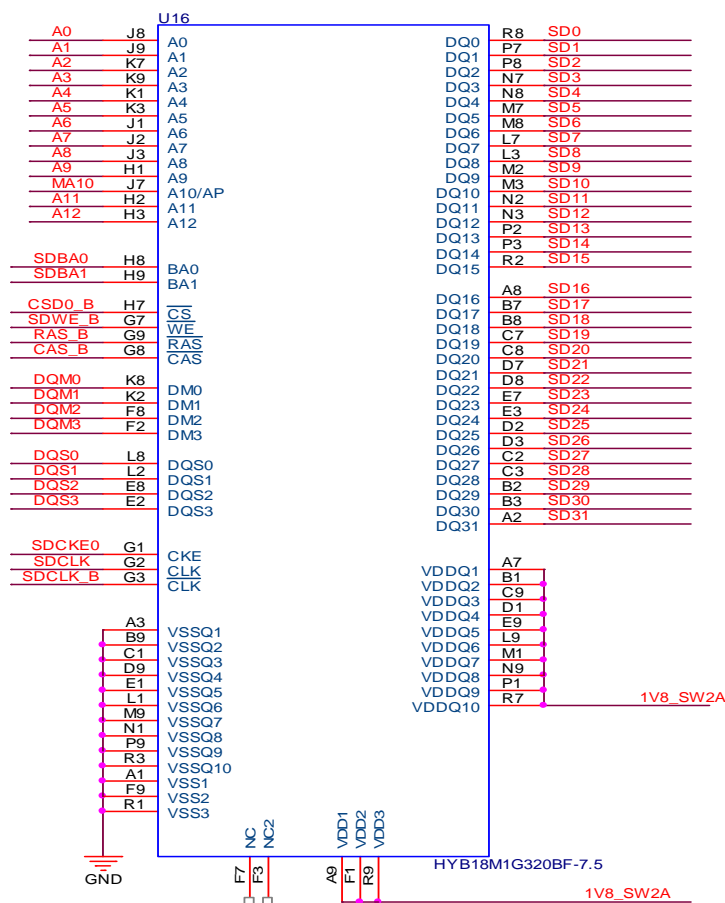 U16
A0 J8 A0 DQ0 R8 SD0
A1 J9 A1 DQ1 P7 SD1
A2 K7 A2 DQ2 P8 SD2
A3 K9 A3 DQ3 N7 SD3
A4 K1 A4 DQ4 N8 SD4
A5 K3 A5 DQ5 M7 SD5
A6 J1 A6 DQ6 M8 SD6
A7 J2 A7 DQ7 L7 SD7
A8 J3 A8 DQ8 L3 SD8
A9 H1 A9 DQ9 M2 SD9
MA10 J7 A10/AP DQ10 M3 SD10
A11 H2 A11 DQ11 N2 SD11
A12 H3 A12 DQ12 N3 SD12
DQ13 P2 SD13
DQ14 P3 SD14
SDBA0 H8 BA0 DQ15 R2 SD15
SDBA1 H9 BA1
DQ16 A8 SD16
CSD0_B H7 CS DQ17 B7 SD17
SDWE_B G7 WE DQ18 B8 SD18
RAS_B G9 RAS DQ19 C7 SD19
CAS_B G8 CAS DQ20 C8 SD20
DQ21 D7 SD21
DQM0 K8 DM0 DQ22 D8 SD22
DQM1 K2 DM1 DQ23 E7 SD23
DQM2 F8 DM2 DQ24 E3 SD24
DQM3 F2 DM3 DQ25 D2 SD25
DQ26 D3 SD26
DQS0 L8 DQS0 DQ27 C2 SD27
DQS1 L2 DQS1 DQ28 C3 SD28
DQS2 E8 DQS2 DQ29 B2 SD29
DQS3 E2 DQS3 DQ30 B3 SD30
DQ31 A2 SD31
SDCKE0 G1 CKE
SDCLK G2 CLK VDDQ1 A7
SDCLK_B G3 CLK VDDQ2 B1
VDDQ3 C9
VDDQ4 D1
A3 VSSQ1 VDDQ5 E9
B9 VSSQ2 VDDQ6 L9
C1 VSSQ3 VDDQ7 M1
D9 VSSQ4 VDDQ8 N9
E1 VSSQ5 VDDQ9 P1
L1 VSSQ6 VDDQ10 R7 1V8_SW2A
M9 VSSQ7
N1 VSSQ8
P9 VSSQ9
R3 VSSQ10
A1 VSS1
F9 VSS2
R1 VSS3
NC NC2 VDD1 VDD2 VDD3
HYB18M1G320BF-7.5
GND F7 F3 A9 F1 R9 1V8_SW2A